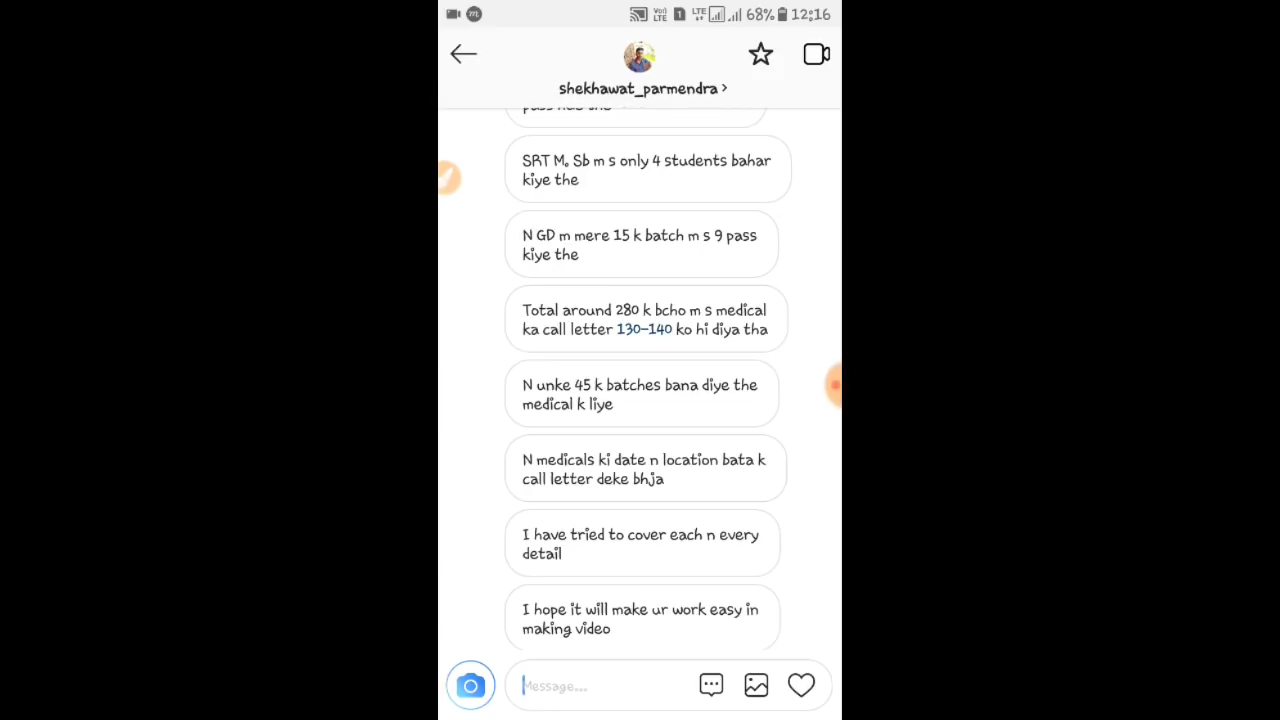 68% 12:16
shekhawat_parmendra >
SRT M. Sb m s only 4 students bahar
kiye the
N GD m mere 15 k batch m s 9 pass
kiye the
Total around 280 k bcho m s medical
ka call letter 130-140 ko hi diya tha
N unke 45 k batches bana diye the
medical k liye
N medicals ki date n location bata k
call letter deke bhja
I have tried to cover each n every
detail
I hope it will make ur work easy in
making video
Message...